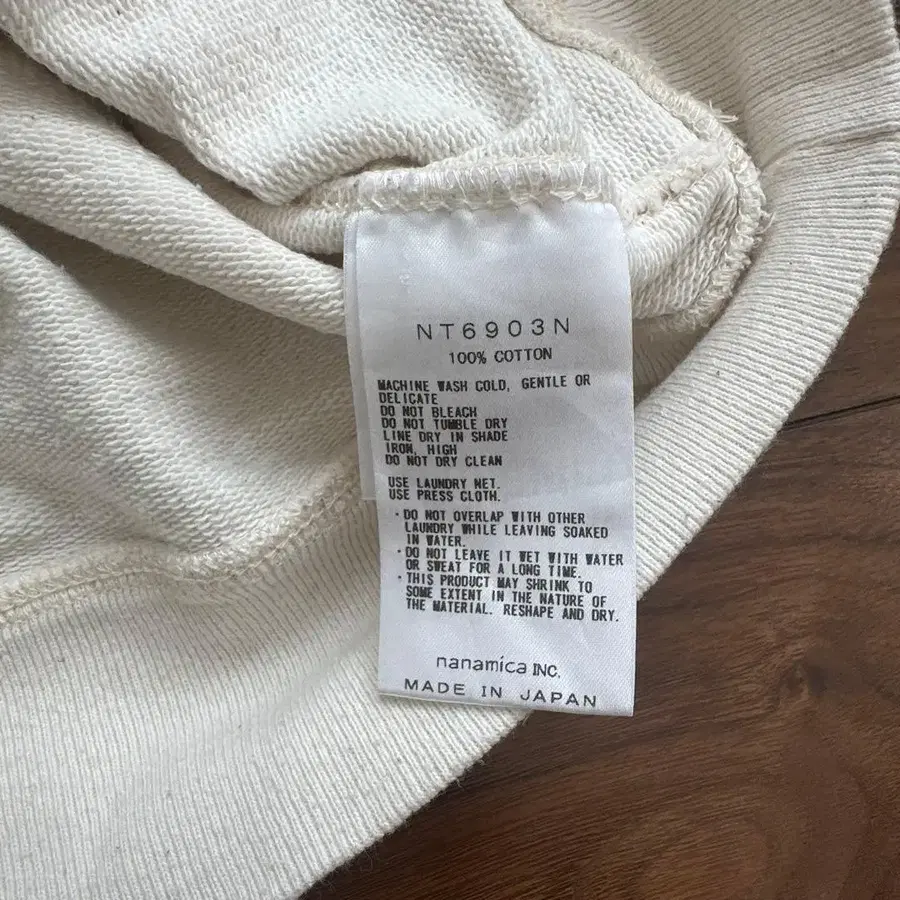 NT6903N
100% COTTON
MACHINE WASH COLD, GENTLE OR
DELICATE
DO NOT BLEACH
DO NOT TUMBLE DRY
LINE DRY IN SHADE
IRON, HIGH
DO NOT DRY CLEAN
USE LAUNDRY NET.
USE PRESS CLOTH.
・DO NOT OVERLAP WITH OTHER
LAUNDRY WHILE LEAVING SOAKED
IN WATER.
・DO NOT LEAVE IT WET WITH WATER
OR SWEAT FOR A LONG TIME.
・THIS PRODUCT MAY SHRINK TO
SOME EXTENT IN THE NATURE OF
THE MATERIAL. RESHAPE AND DRY.
nanamica INC.
MADE IN JAPAN